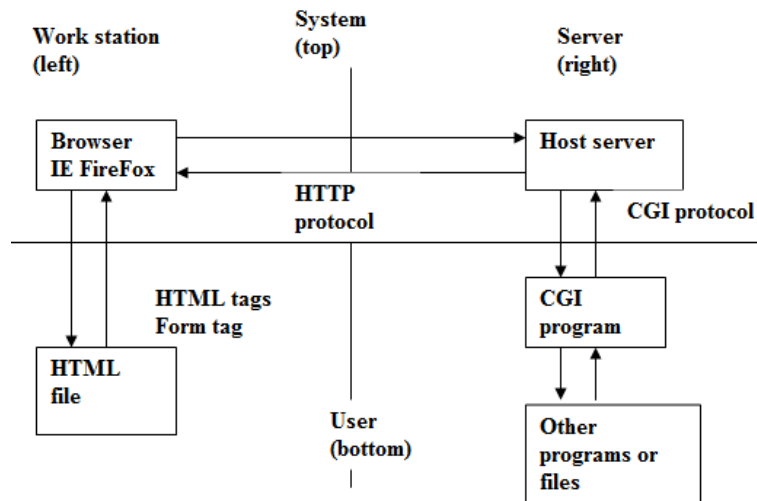 Work station
(left)
System
(top)
Server
(right)
Browser
IE FireFox
Host server
HTTP
protocol
CGI protocol
HTML tags
Form tag
CGI
program
HTML
file
User
(bottom)
Other
programs or
files